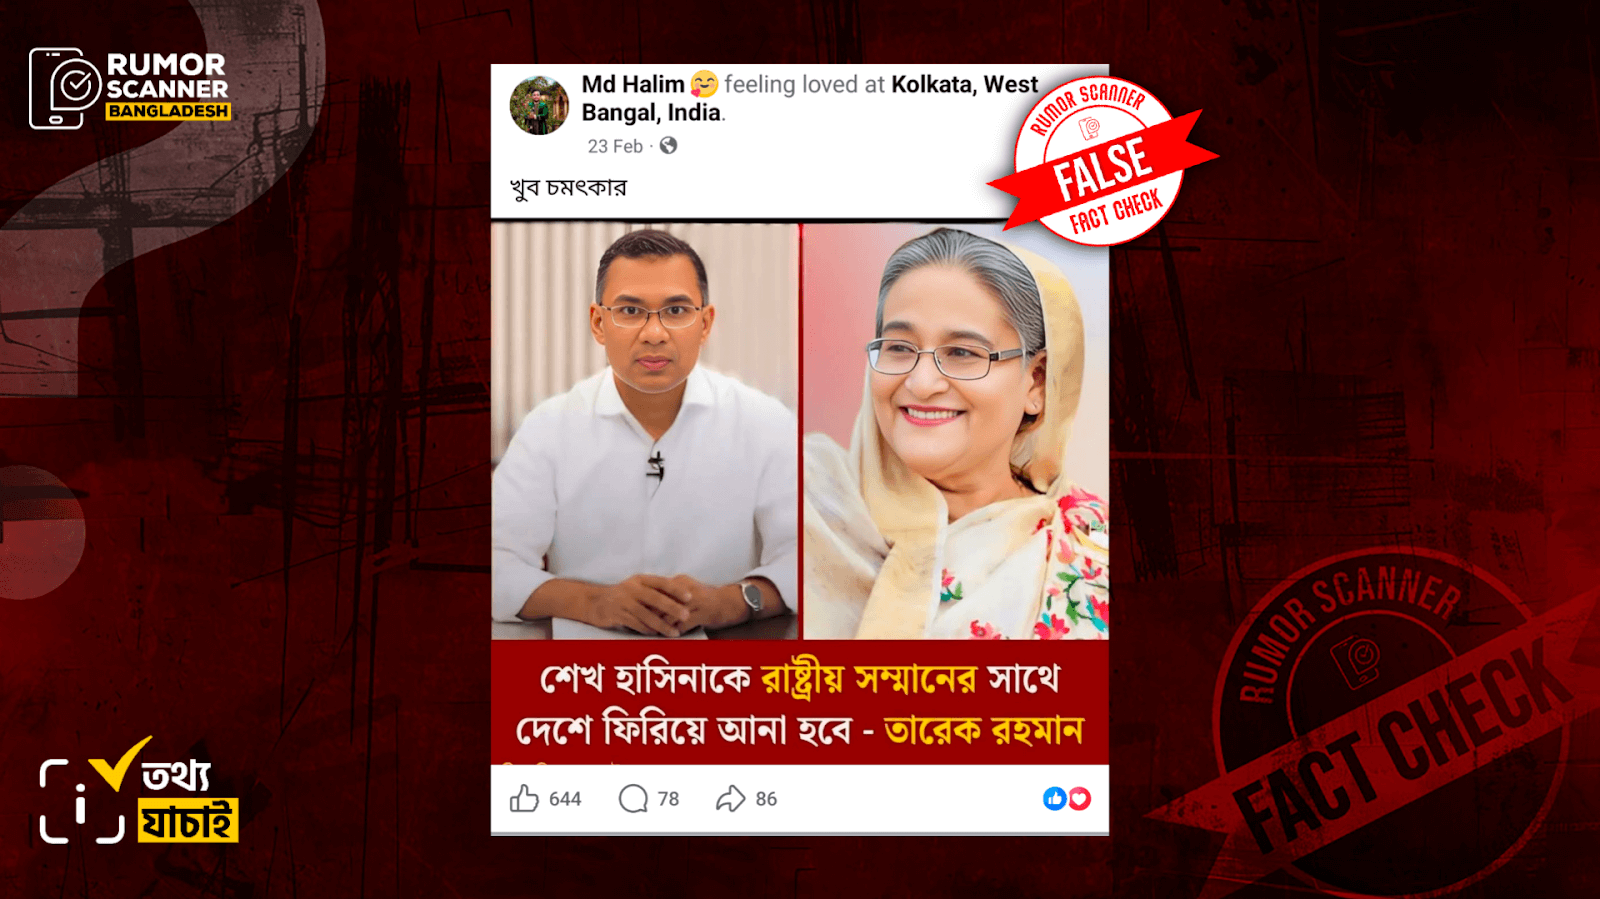 RUMOR
SCANNER
BANGLADESH
Md Halim feeling loved at Kolkata, West
Bangal, India.
23 Feb ·
খুব চমৎকার
RUMOR SCANNER
FALSE
FACT CHECK
শেখ হাসিনাকে রাষ্ট্রীয় সম্মানের সাথে
দেশে ফিরিয়ে আনা হবে - তারেক রহমান
644 78 86
তথ্য
যাচাই
RUMOR SCANNER
FACT CHECK